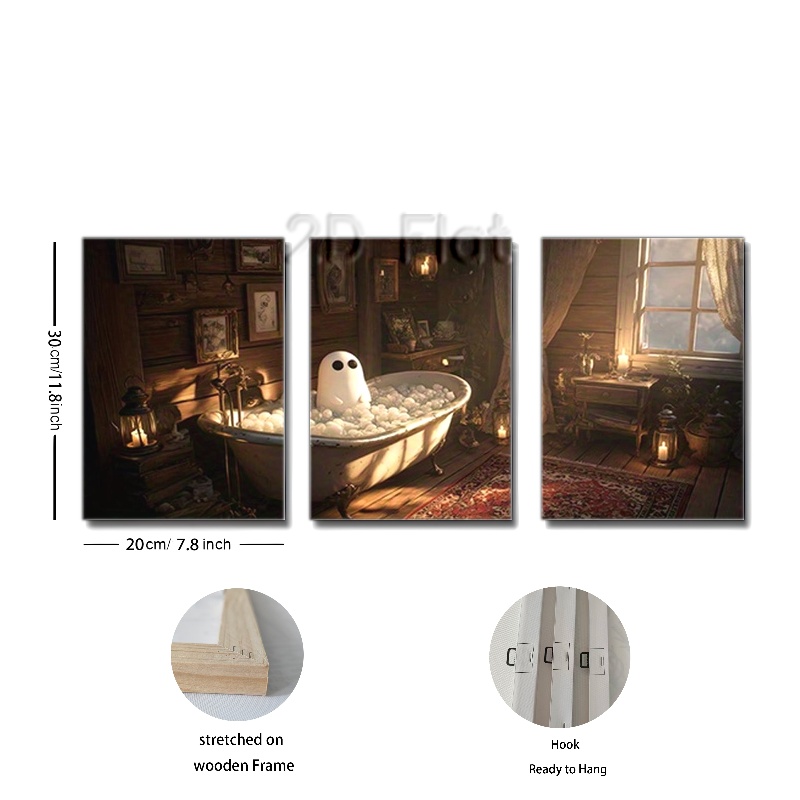 2D Flat
30cm/11.8inch
20cm/ 7.8 inch
stretched on
wooden Frame
Hook
Ready to Hang